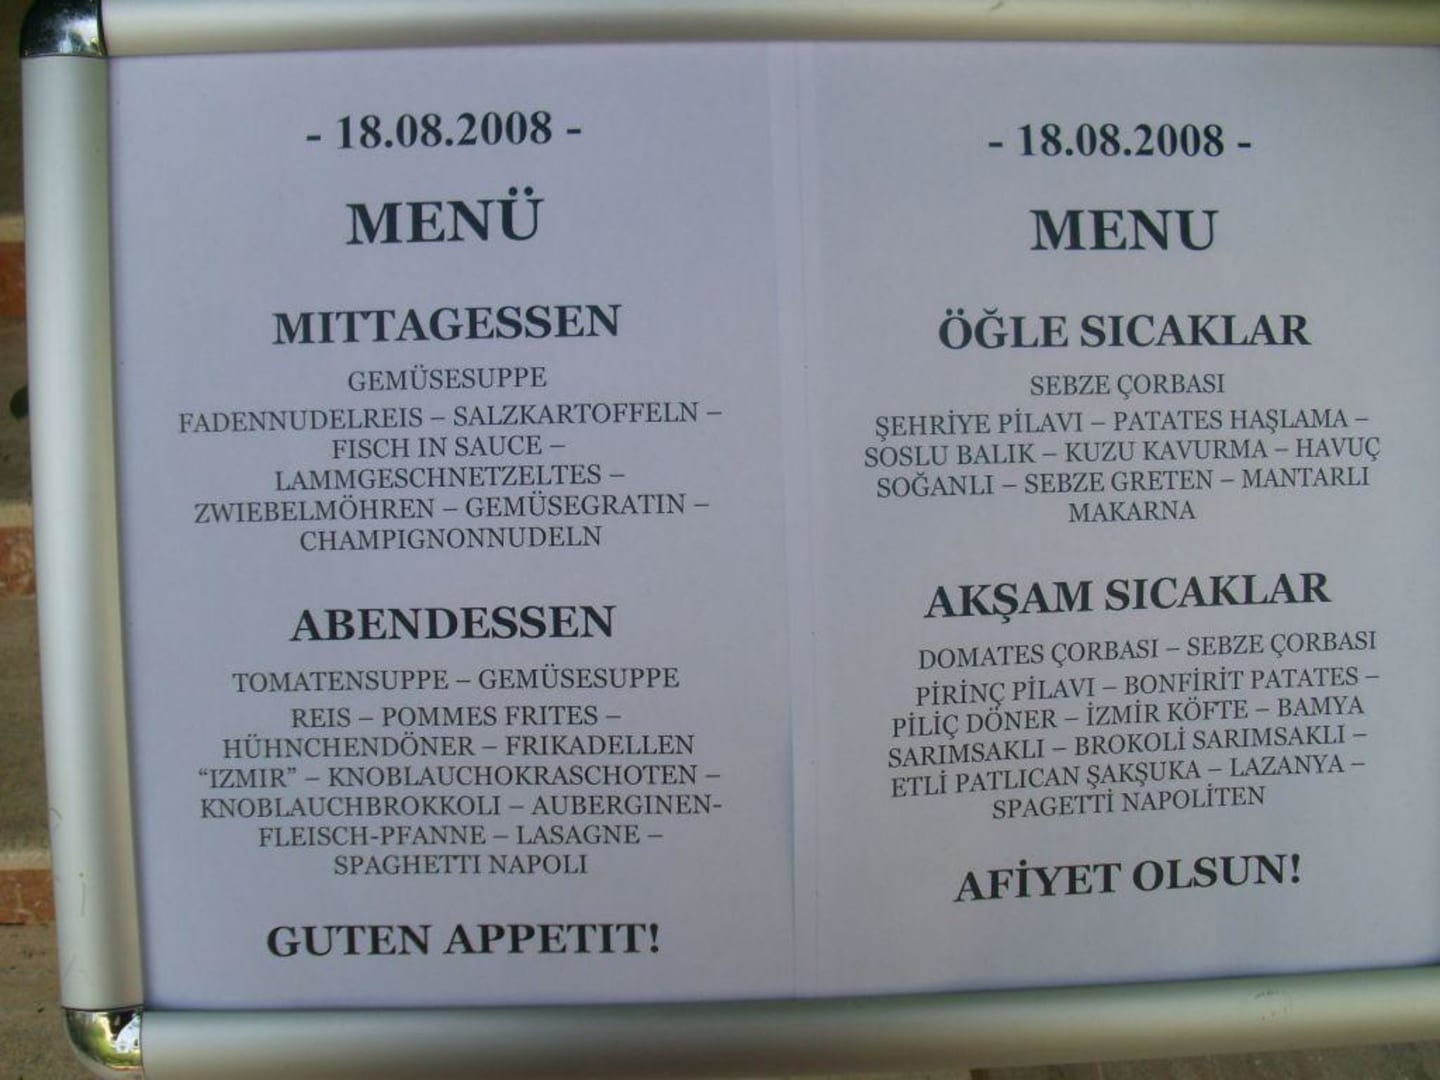 - 18.08.2008 -
MENÜ
MITTAGESSEN
GEMÜSESUPPE
FADENNUDELREIS – SALZKARTOFFELN –
FISCH IN SAUCE –
LAMMGESCHNETZELTES –
ZWIEBELMÖHREN – GEMÜSEGRATIN –
CHAMPIGNONNUDELN
ABENDESSEN
TOMATENSUPPE – GEMÜSESUPPE
REIS – POMMES FRITES –
HÜHNCHENDÖNER – FRIKADELLEN
“IZMIR” – KNOBLAUCHOKRASCHOTEN –
KNOBLAUCHBROKKOLI – AUBERGINEN-
FLEISCH-PFANNE – LASAGNE –
SPAGHETTI NAPOLI
GUTEN APPETIT!
- 18.08.2008 -
MENU
ÖĞLE SICAKLAR
SEBZE ÇORBASI
ŞEHRİYE PİLAVI – PATATES HAŞLAMA –
SOSLU BALIK – KUZU KAVURMA – HAVUÇ
SOĞANLI – SEBZE GRETEN – MANTARLI
MAKARNA
AKŞAM SICAKLAR
DOMATES ÇORBASI – SEBZE ÇORBASI
PİRİNÇ PİLAVI – BONFİRİT PATATES –
PİLİÇ DÖNER – İZMİR KÖFTE – BAMYA
SARIMSAKLI – BROKOLİ SARIMSAKLI –
ETLİ PATLICAN ŞAKŞUKA – LAZANYA –
SPAGETTİ NAPOLİTEN
AFİYET OLSUN!